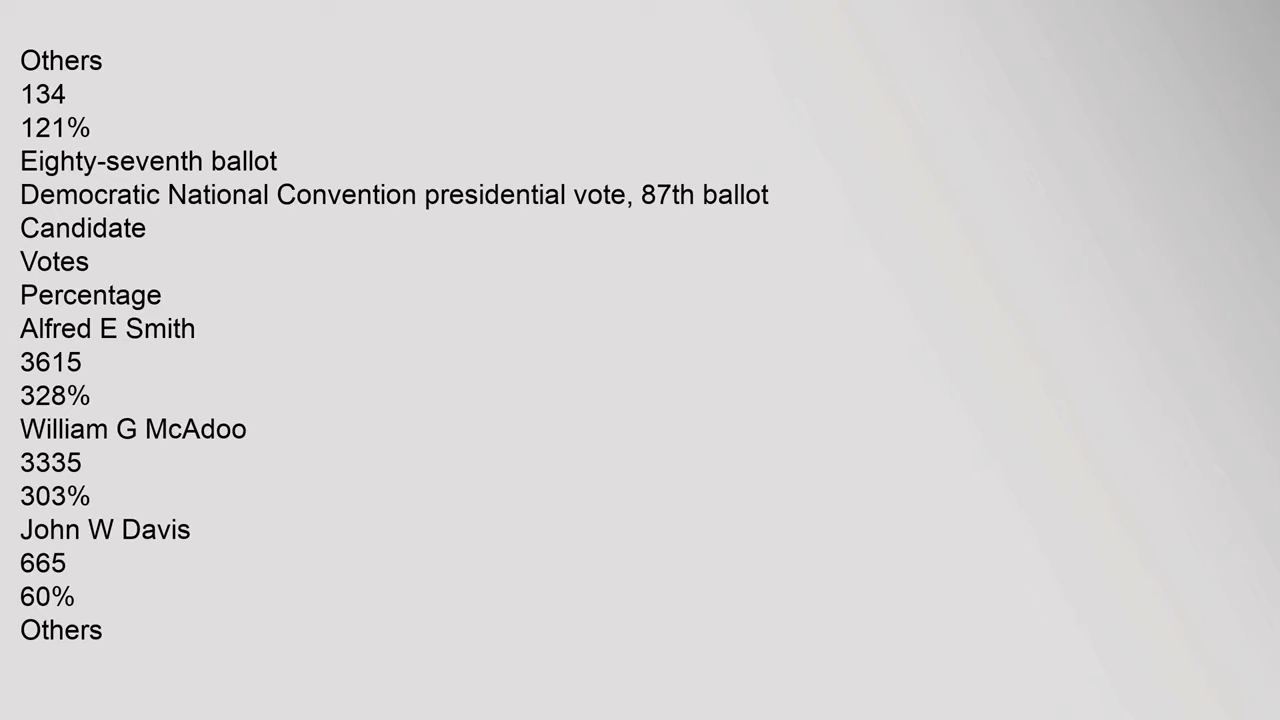 Others
134
121%
Eighty-seventh ballot
Democratic National Convention presidential vote, 87th ballot
Candidate
Votes
Percentage
Alfred E Smith
3615
328%
William G McAdoo
3335
303%
John W Davis
665
60%
Others